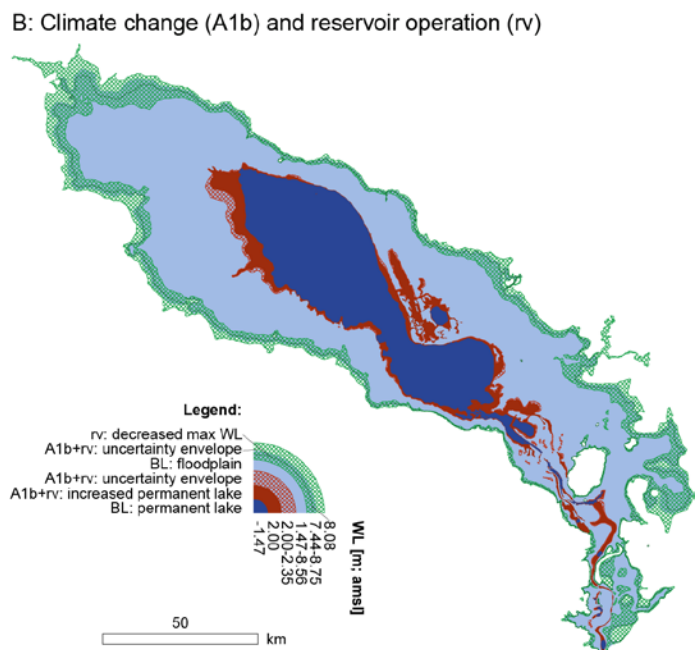 B: Climate change (A1b) and reservoir operation (rv)
Legend:
rv: decreased max WL
A1b+rv: uncertainty envelope
BL: floodplain
A1b+rv: uncertainty envelope
A1b+rv: increased permanent lake
BL: permanent lake
-1.47
2.00
2.00-2.35
1.47-8.56
7.44-8.75
8.08
WL [m; amsl]
50
km